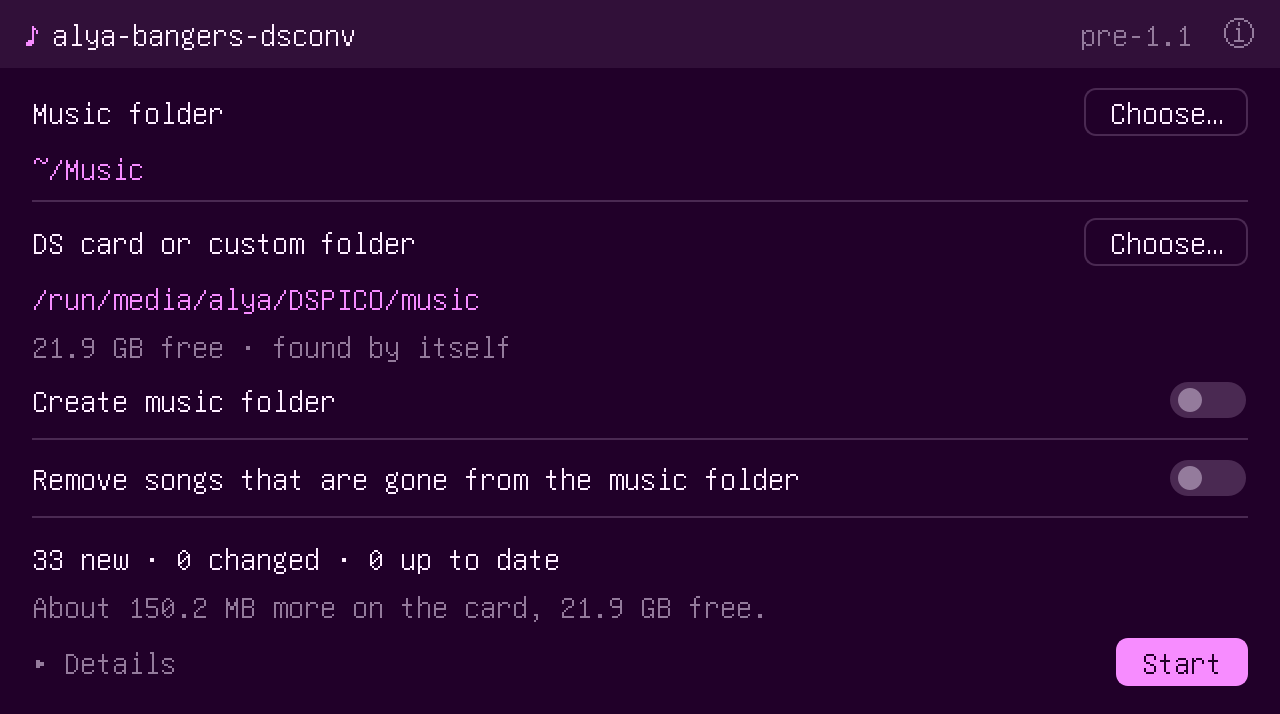 ♪ alya-bangers-dsconv pre-1.1 ⓘ
Music folder Choose…
~/Music
DS card or custom folder Choose…
/run/media/alya/DSPICO/music
21.9 GB free · found by itself
Create music folder
Remove songs that are gone from the music folder
33 new · 0 changed · 0 up to date
About 150.2 MB more on the card, 21.9 GB free.
▸ Details Start